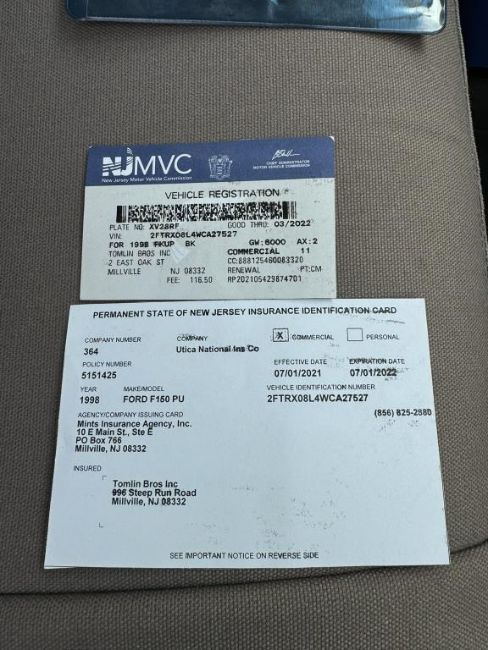 NJMVC
New Jersey Motor Vehicle Commission
CHIEF ADMINISTRATOR
MOTOR VEHICLE COMMISSION
VEHICLE REGISTRATION
PLATE NO: XV28RF GOOD THRU: 03/2022
VIN: 2FTRX08L4WCA27527
FOR 1998 PKUP BK GW:6000 AX:2
TOMLIN BROS INC COMMERCIAL 11
2 EAST OAK ST CC:888125460083320
MILLVILLE NJ 08332 RENEWAL PT:CM
FEE: 116.50 RP202105423874701
PERMANENT STATE OF NEW JERSEY INSURANCE IDENTIFICATION CARD
COMPANY NUMBER COMPANY X COMMERCIAL PERSONAL
364 Utica National Ins Co
POLICY NUMBER EFFECTIVE DATE EXPIRATION DATE
5151425 07/01/2021 07/01/2022
YEAR MAKE/MODEL VEHICLE IDENTIFICATION NUMBER
1998 FORD F150 PU 2FTRX08L4WCA27527
AGENCY/COMPANY ISSUING CARD (856) 825-2880
Mints Insurance Agency, Inc.
10 E Main St., Ste E
PO Box 766
Millville, NJ 08332
INSURED
Tomlin Bros Inc
996 Steep Run Road
Millville, NJ 08332
SEE IMPORTANT NOTICE ON REVERSE SIDE